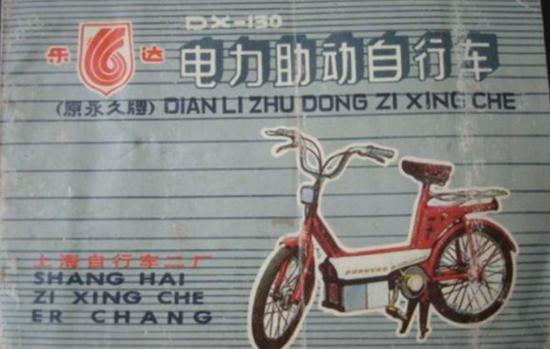 DX-130
乐达
电力助动自行车
(原永久牌) DIAN LI ZHU DONG ZI XING CHE
上海自行车二厂
SHANG HAI
ZI XING CHE
ER CHANG